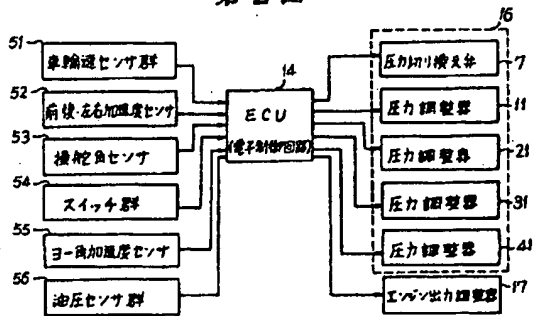 16
51
車輪速センサ群
52
前後・左右加速度センサ
53
操舵角センサ
54
スイッチ群
55
ヨー角加速度センサ
56
油圧センサ群
14
ECU
(電子制御回路)
圧力切り換え弁
7
圧力調整器
11
圧力調整器
21
圧力調整器
31
圧力調整器
41
エンジン出力調整器
17